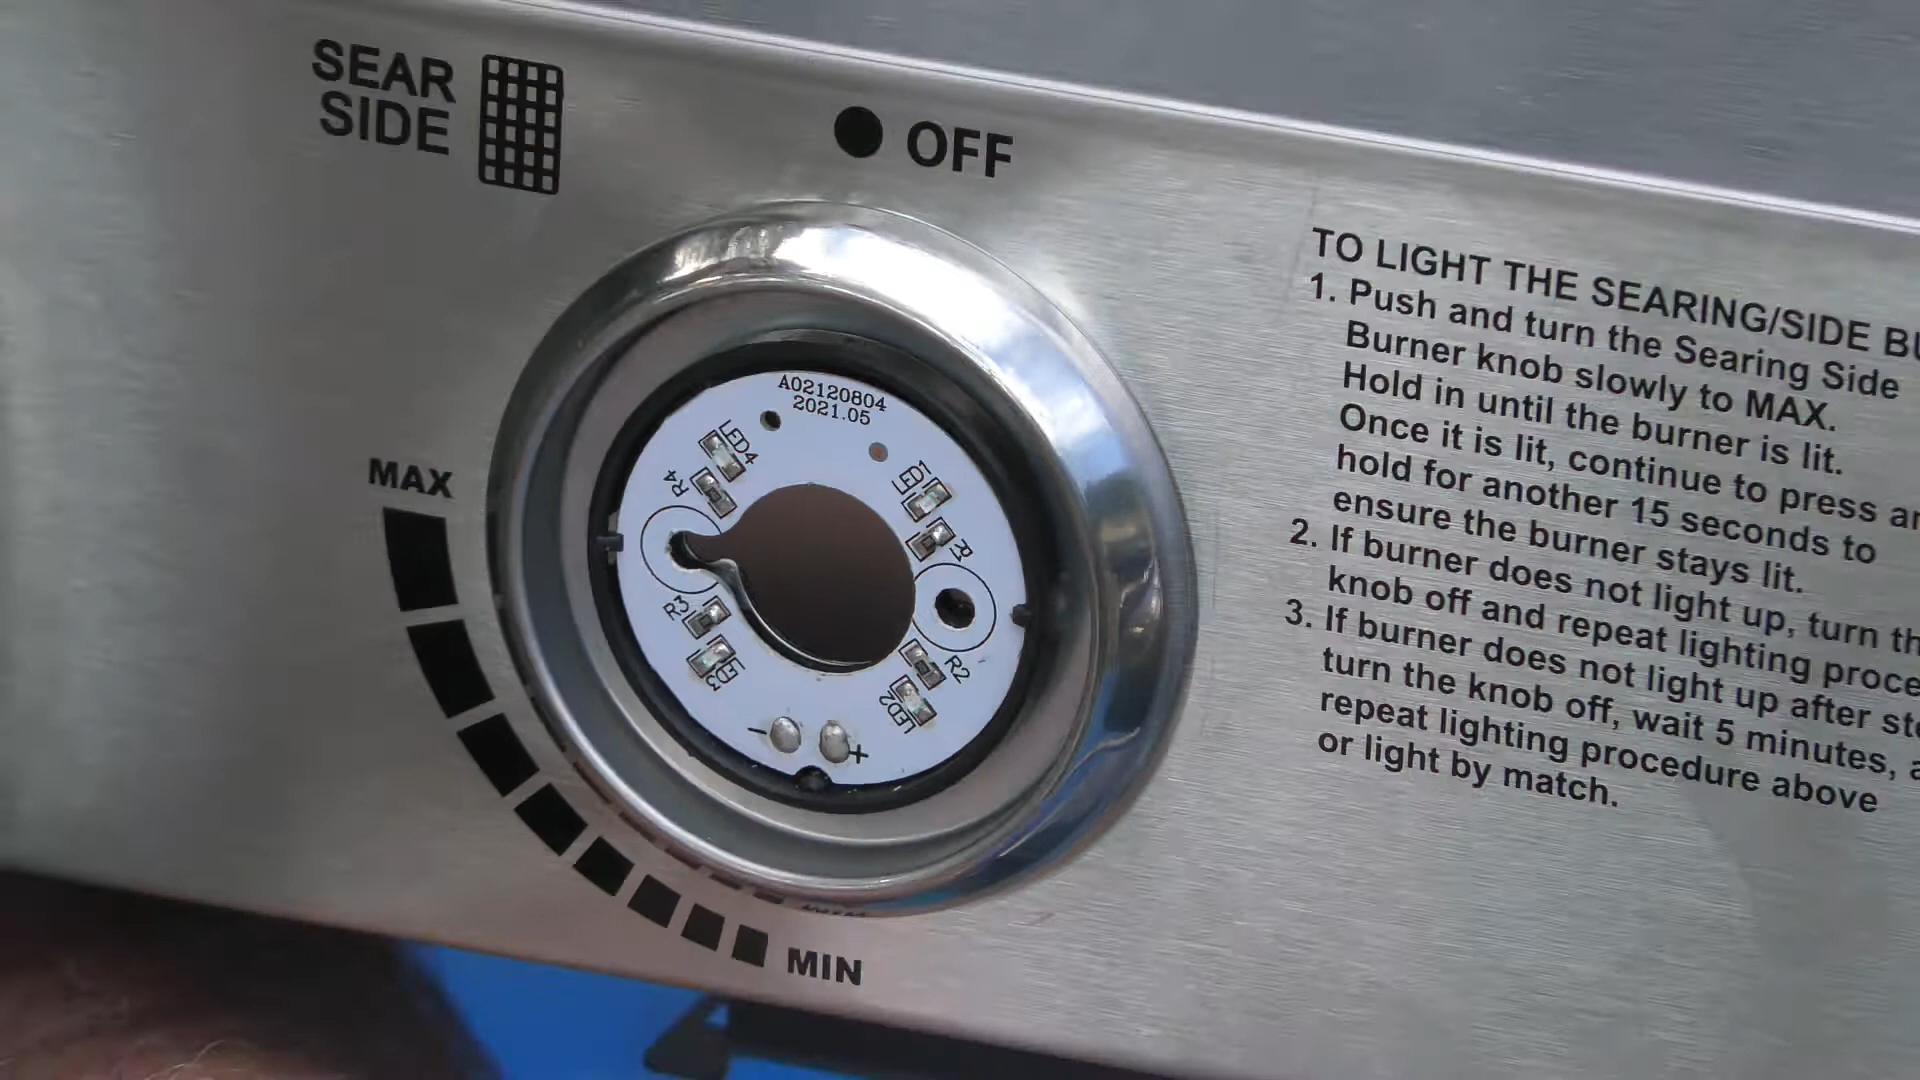 SEAR
SIDE
OFF
TO LIGHT THE SEARING/SIDE
1. Push and turn the Searing Side
Burner knob slowly to MAX.
Hold in until the burner is lit.
Once it is lit, continue to press
hold for another 15 seconds to
ensure the burner stays lit.
2. If burner does not light up, turn
knob off and repeat lighting
3. If burner does not light up after
turn the knob off, wait 5 minutes,
repeat lighting procedure above
or light by match.
A02120804
2021.05
LED4
R4
LED1
R1
MAX
R3
LED3
R2
LED2
- +
MIN